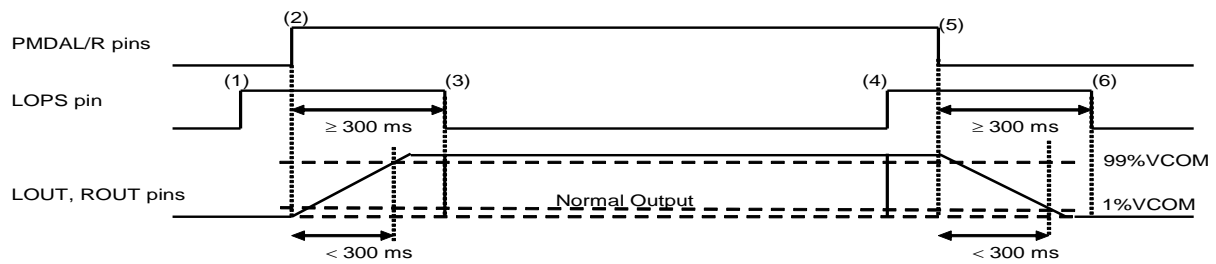 (2)
(5)
PMDAL/R pins
(1)
(3)
(4)
(6)
LOPS pin
≥ 300 ms
≥ 300 ms
99%VCOM
LOUT, ROUT pins
Normal Output
1%VCOM
< 300 ms
< 300 ms